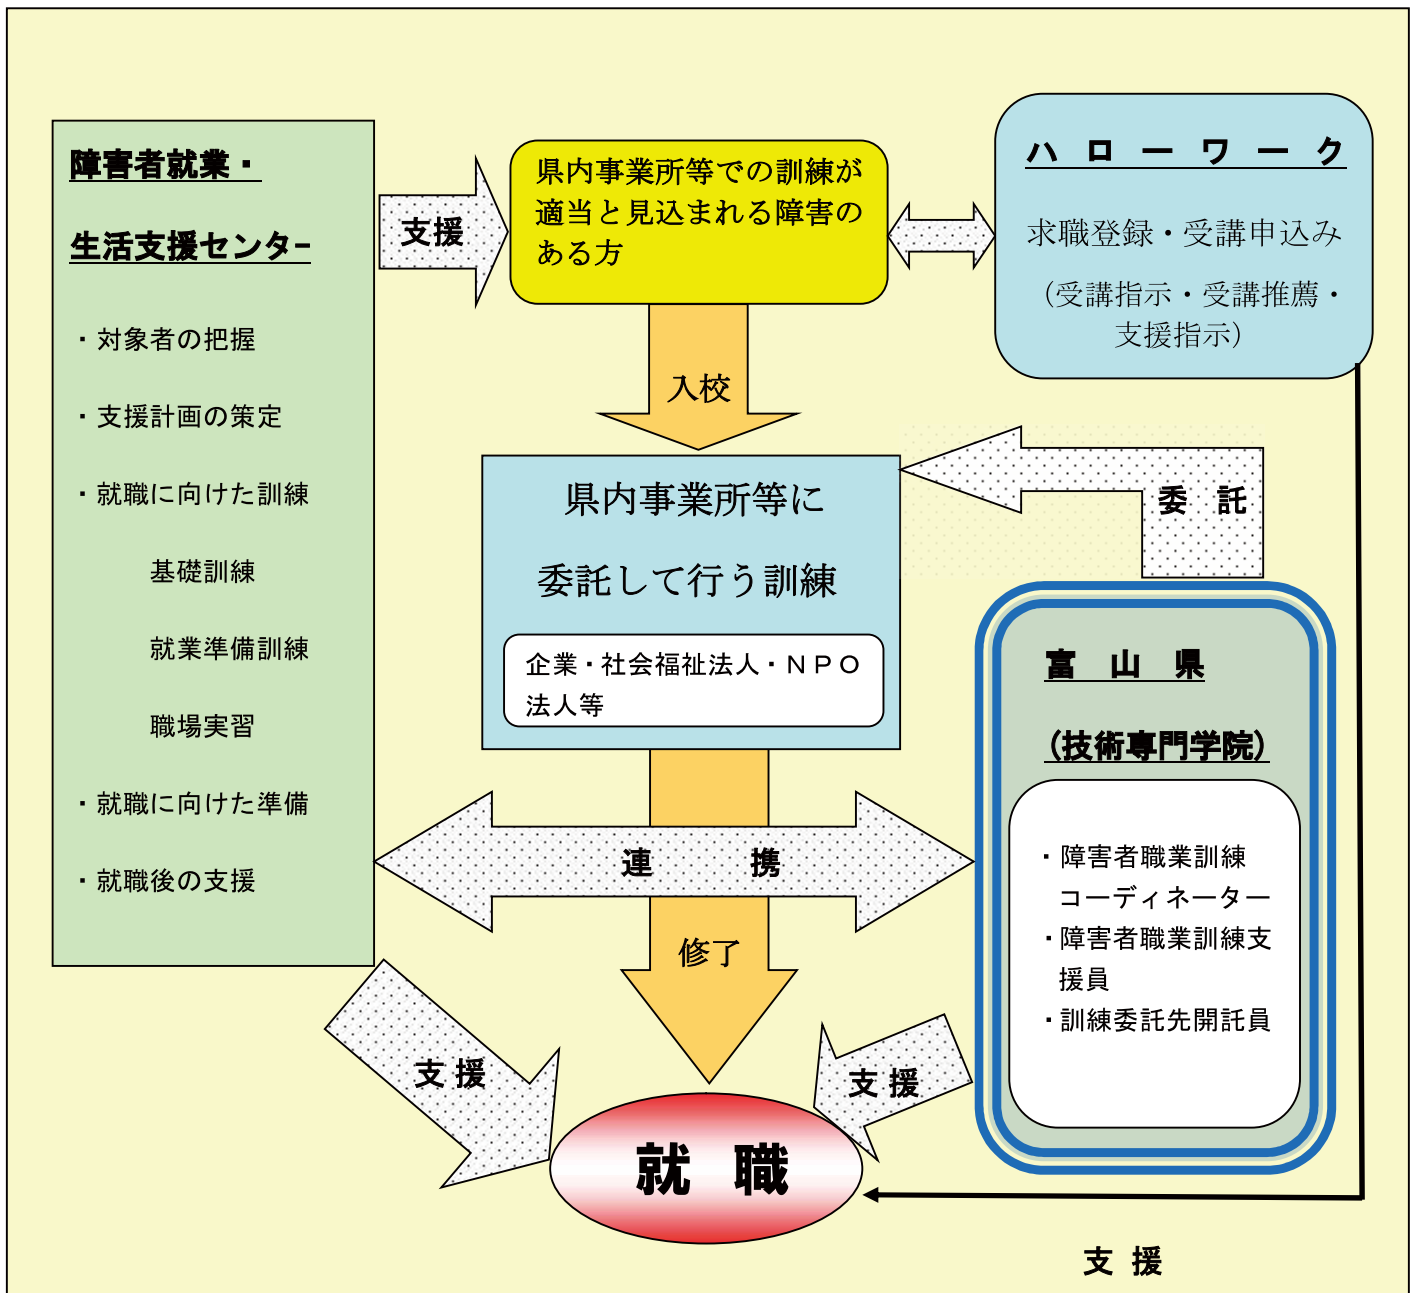 障害者就業・
生活支援センター
・対象者の把握
・支援計画の策定
・就職に向けた訓練
基礎訓練
就業準備訓練
職場実習
・就職に向けた準備
・就職後の支援
支援
県内事業所等での訓練が
適当と見込まれる障害の
ある方
ハローワーク
求職登録・受講申込み
（受講指示・受講推薦・
支援指示）
入校
県内事業所等に
委託して行う訓練
企業・社会福祉法人・ＮＰＯ
法人等
委 託
富 山 県
（技術専門学院）
・障害者職業訓練
コーディネーター
・障害者職業訓練支
援員
・訓練委託先開託員
連 携
修了
支 援
支 援
就 職
支 援